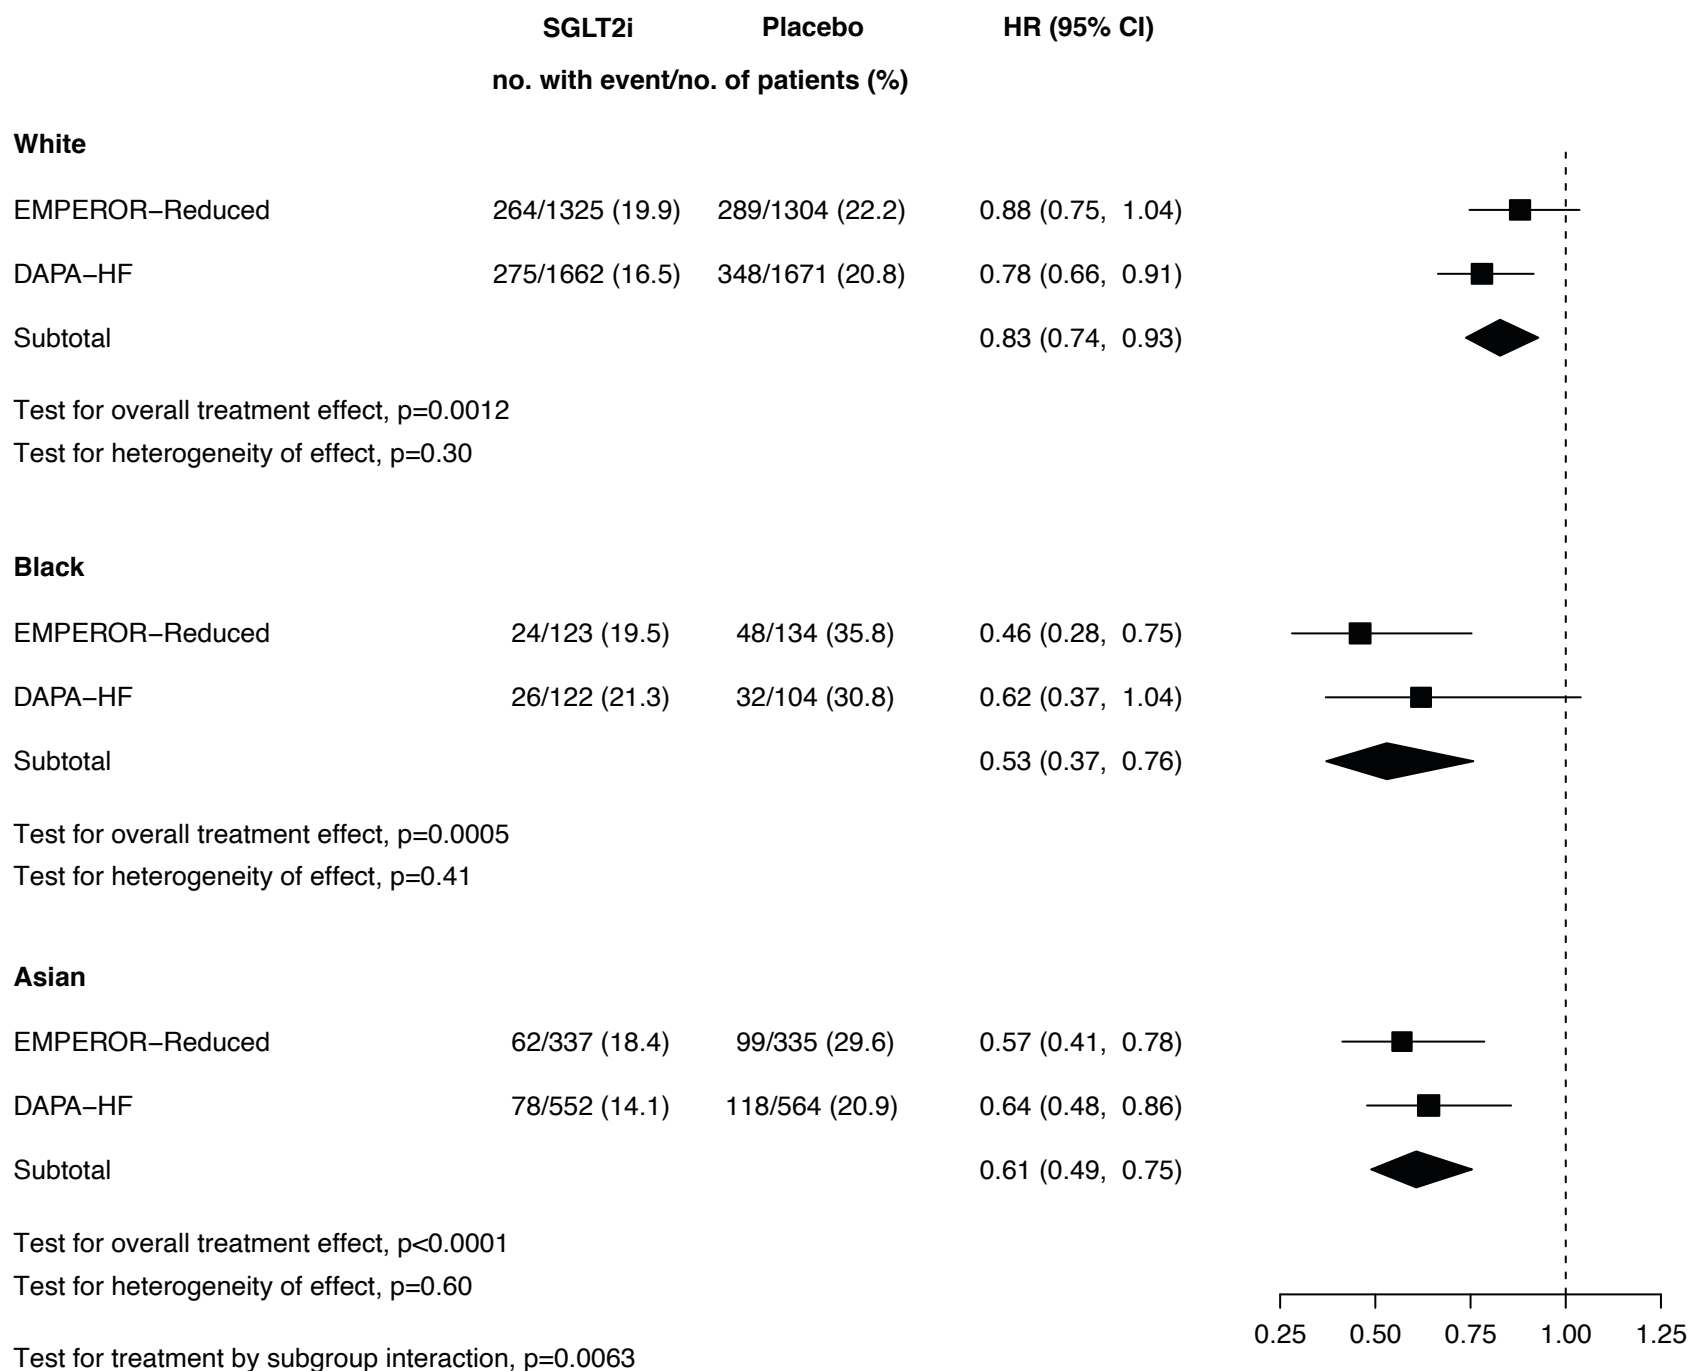 SGLT2i Placebo HR (95% CI)
no. with event/no. of patients (%)
White
EMPEROR−Reduced 264/1325 (19.9) 289/1304 (22.2) 0.88 (0.75, 1.04)
DAPA−HF 275/1662 (16.5) 348/1671 (20.8) 0.78 (0.66, 0.91)
Subtotal 0.83 (0.74, 0.93)
Test for overall treatment effect, p=0.0012
Test for heterogeneity of effect, p=0.30
Black
EMPEROR−Reduced 24/123 (19.5) 48/134 (35.8) 0.46 (0.28, 0.75)
DAPA−HF 26/122 (21.3) 32/104 (30.8) 0.62 (0.37, 1.04)
Subtotal 0.53 (0.37, 0.76)
Test for overall treatment effect, p=0.0005
Test for heterogeneity of effect, p=0.41
Asian
EMPEROR−Reduced 62/337 (18.4) 99/335 (29.6) 0.57 (0.41, 0.78)
DAPA−HF 78/552 (14.1) 118/564 (20.9) 0.64 (0.48, 0.86)
Subtotal 0.61 (0.49, 0.75)
Test for overall treatment effect, p<0.0001
Test for heterogeneity of effect, p=0.60
0.25 0.50 0.75 1.00 1.25
Test for treatment by subgroup interaction, p=0.0063